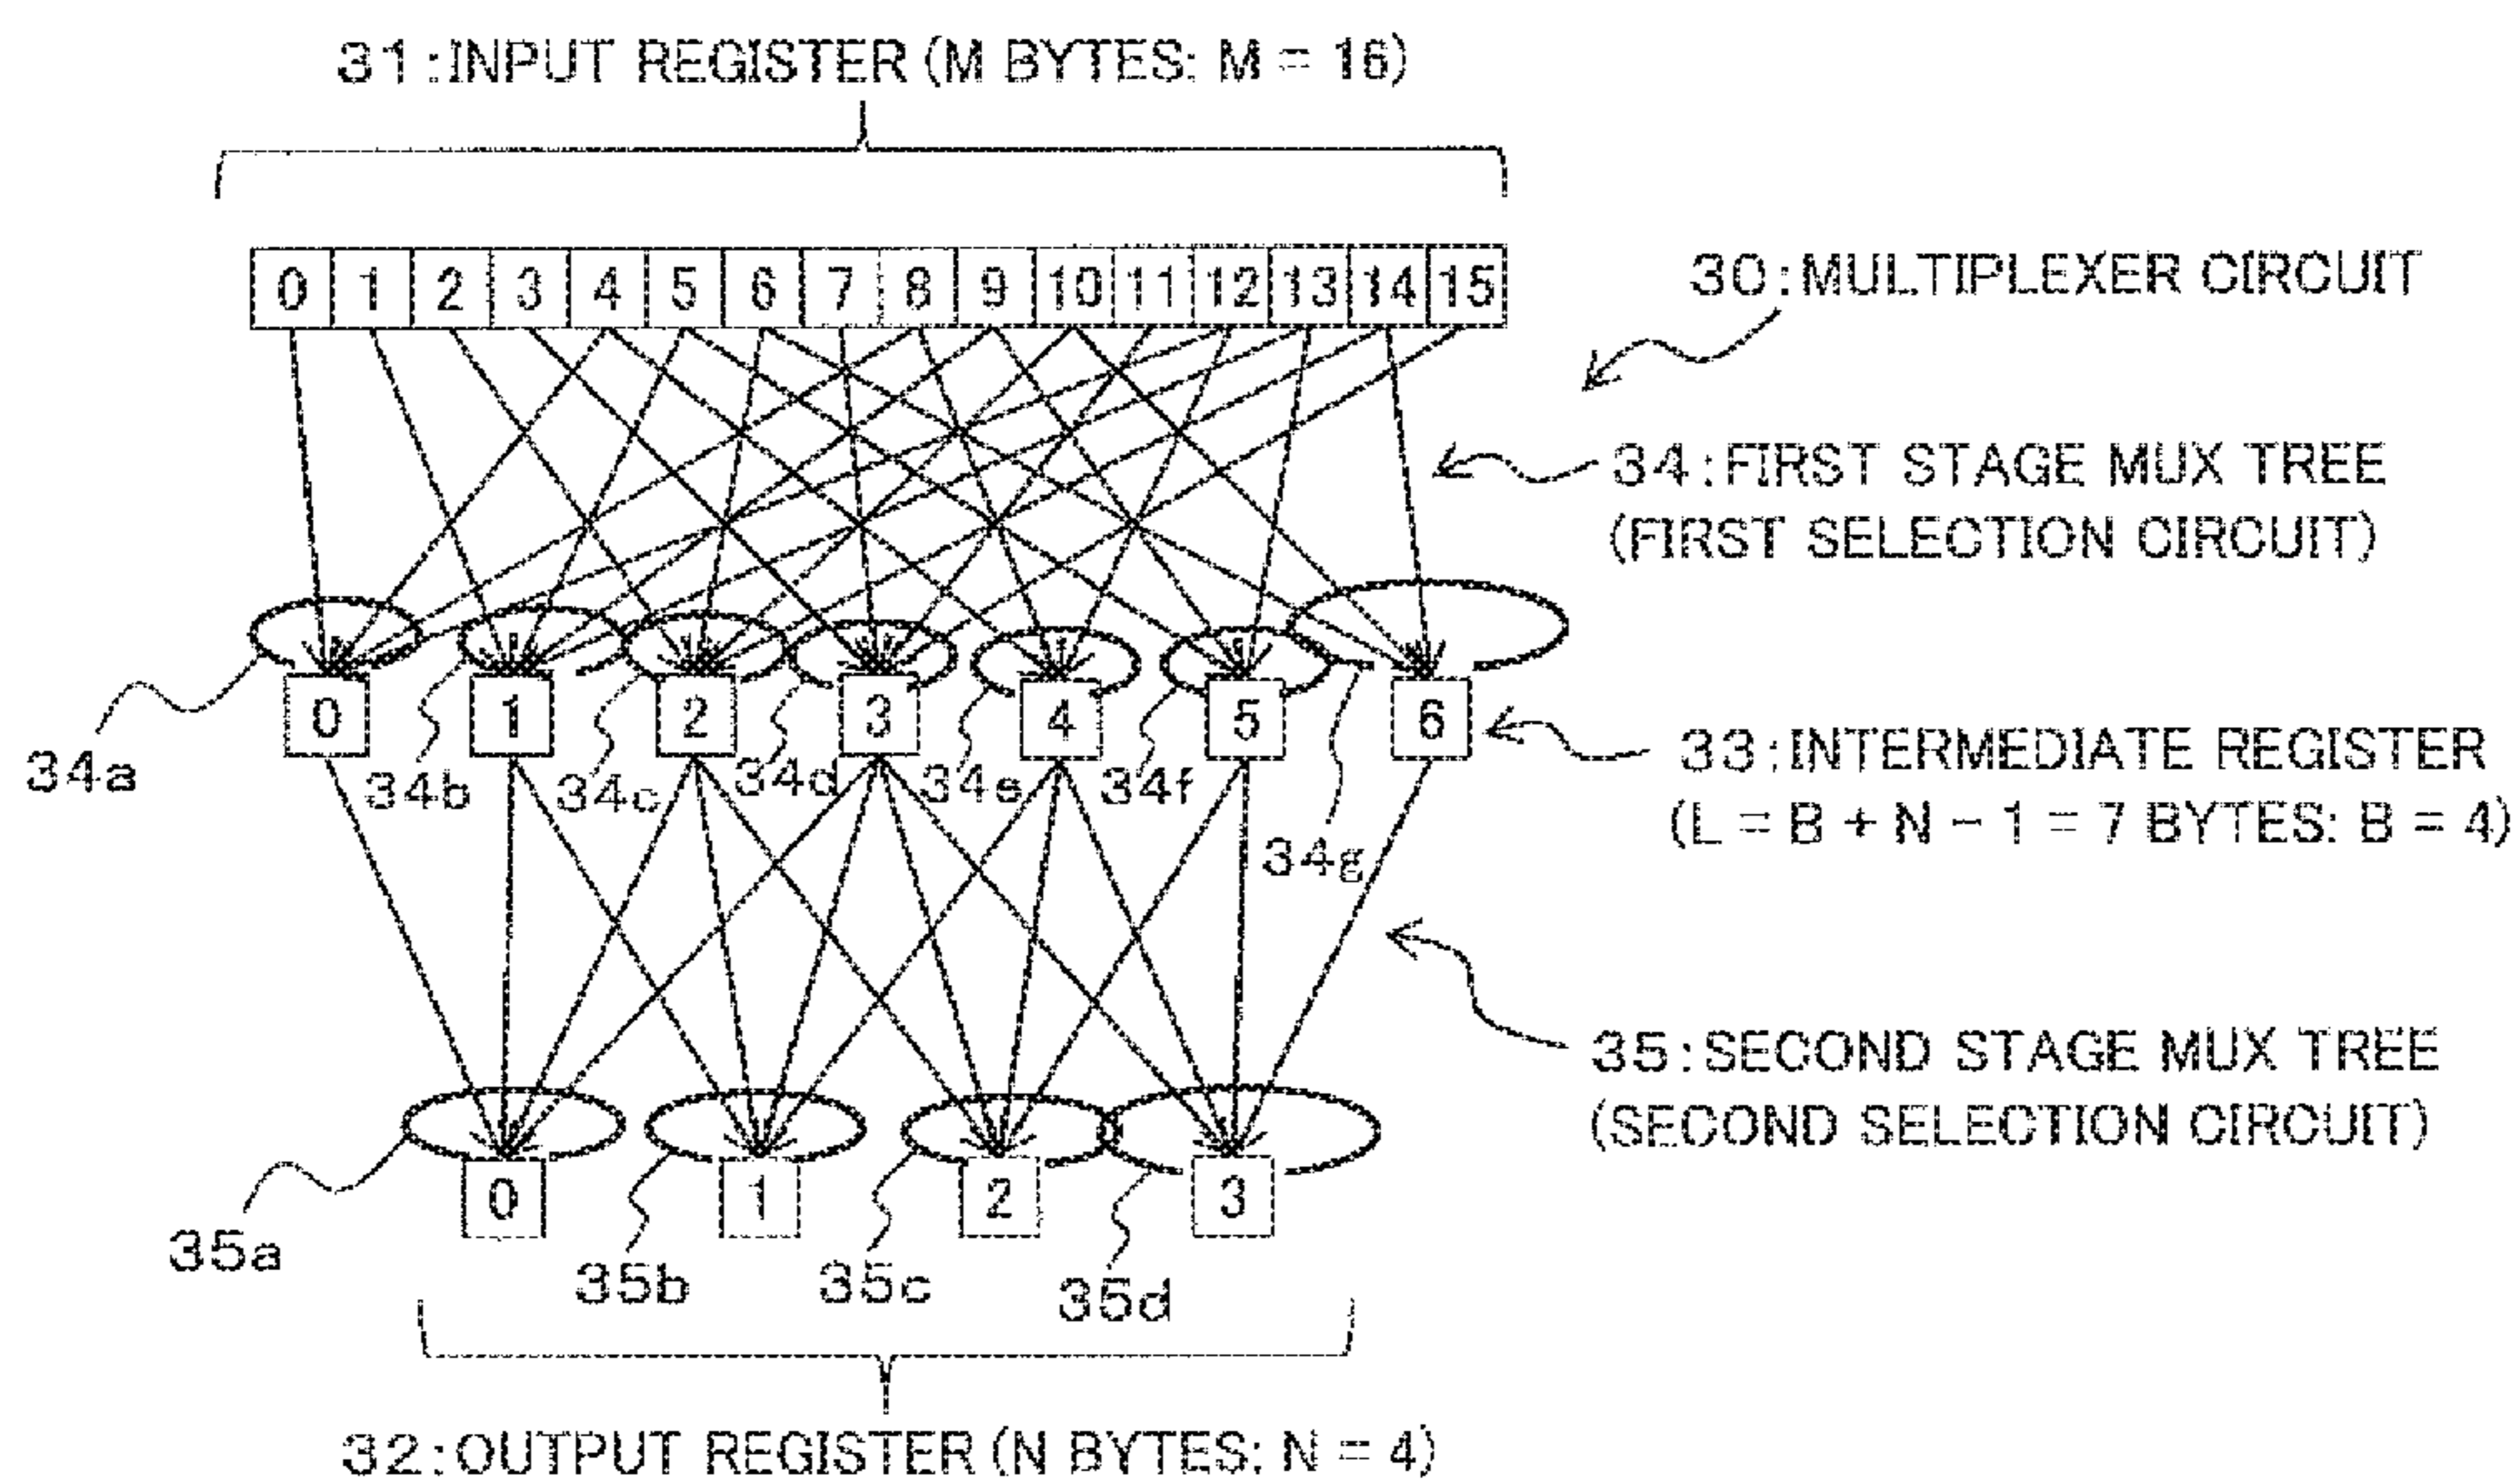 31:INPUT REGISTER (M BYTES: M = 16)
0 1 2 3 4 5 6 7 8 9 10 11 12 13 14 15
30:MULTIPLEXER CIRCUIT
34:FIRST STAGE MUX TREE
(FIRST SELECTION CIRCUIT)
0 1 2 3 4 5 6
33:INTERMEDIATE REGISTER
(L = B + N - 1 = 7 BYTES: B = 4)
34a 34b 34c 34d 34e 34f 34g
35:SECOND STAGE MUX TREE
(SECOND SELECTION CIRCUIT)
0 1 2 3
35a 35b 35c 35d
32:OUTPUT REGISTER (N BYTES: N = 4)